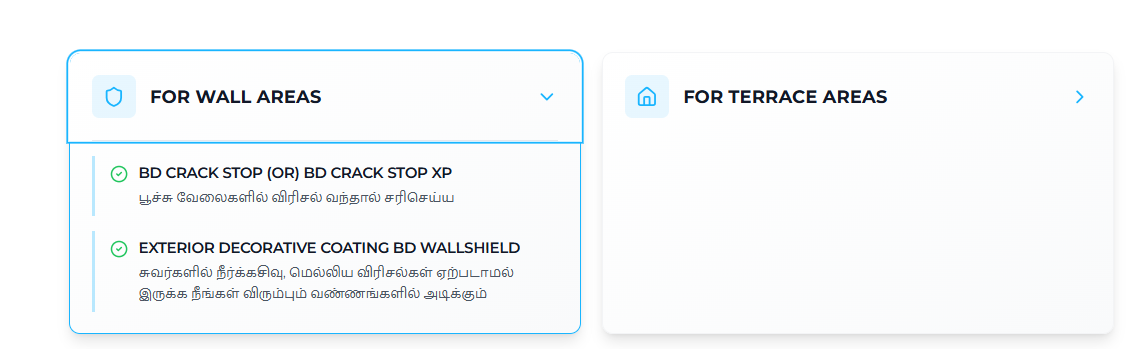 FOR WALL AREAS
BD CRACK STOP (OR) BD CRACK STOP XP
பூச்சு வேலைகளில் விரிசல் வந்தால் சரிசெய்ய
EXTERIOR DECORATIVE COATING BD WALLSHIELD
சுவர்களில் நீர்க்கசிவு, மெல்லிய விரிசல்கள் ஏற்படாமல்
இருக்க நீங்கள் விரும்பும் வண்ணங்களில் அடிக்கும்
FOR TERRACE AREAS